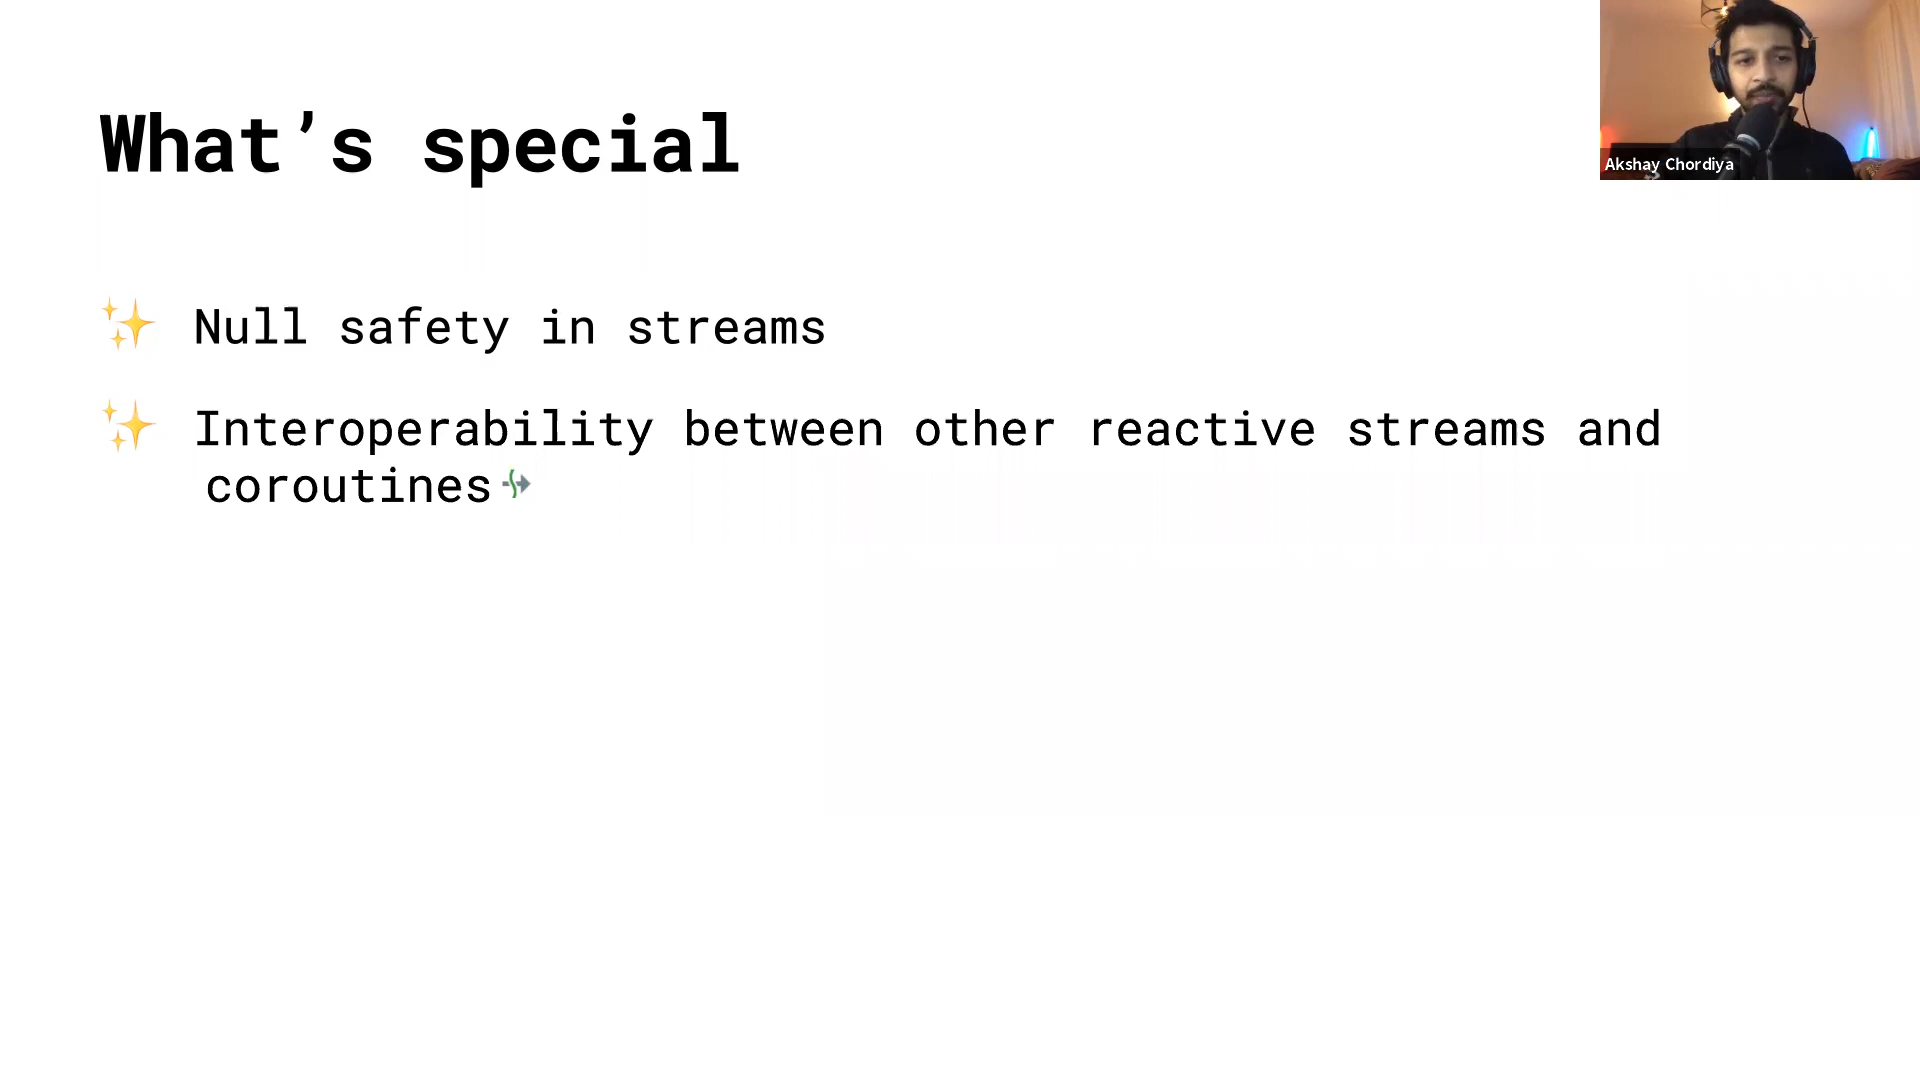 What’s special
Akshay Chordiya
✨ Null safety in streams
✨ Interoperability between other reactive streams and
coroutines